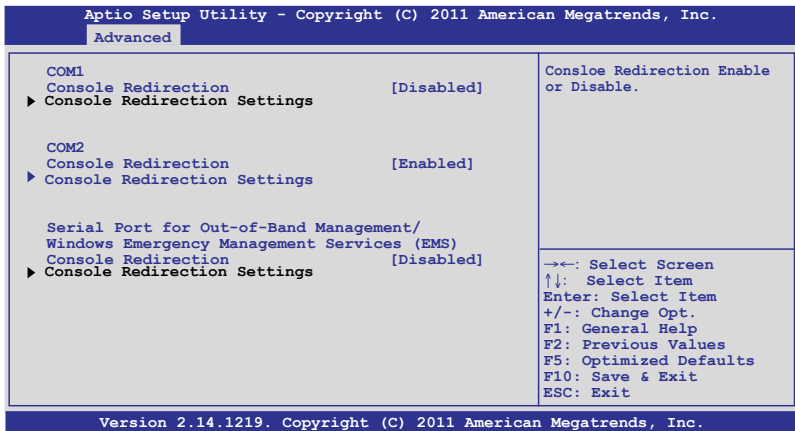 Aptio Setup Utility - Copyright (C) 2011 American Megatrends, Inc.
Advanced
COM1
Console Redirection [Disabled]
Console Redirection Settings
COM2
Console Redirection [Enabled]
Console Redirection Settings
Serial Port for Out-of-Band Management/
Windows Emergency Management Services (EMS)
Console Redirection [Disabled]
Console Redirection Settings
Consloe Redirection Enable
or Disable.
→←: Select Screen
↑↓: Select Item
Enter: Select Item
+/-: Change Opt.
F1: General Help
F2: Previous Values
F5: Optimized Defaults
F10: Save & Exit
ESC: Exit
Version 2.14.1219. Copyright (C) 2011 American Megatrends, Inc.